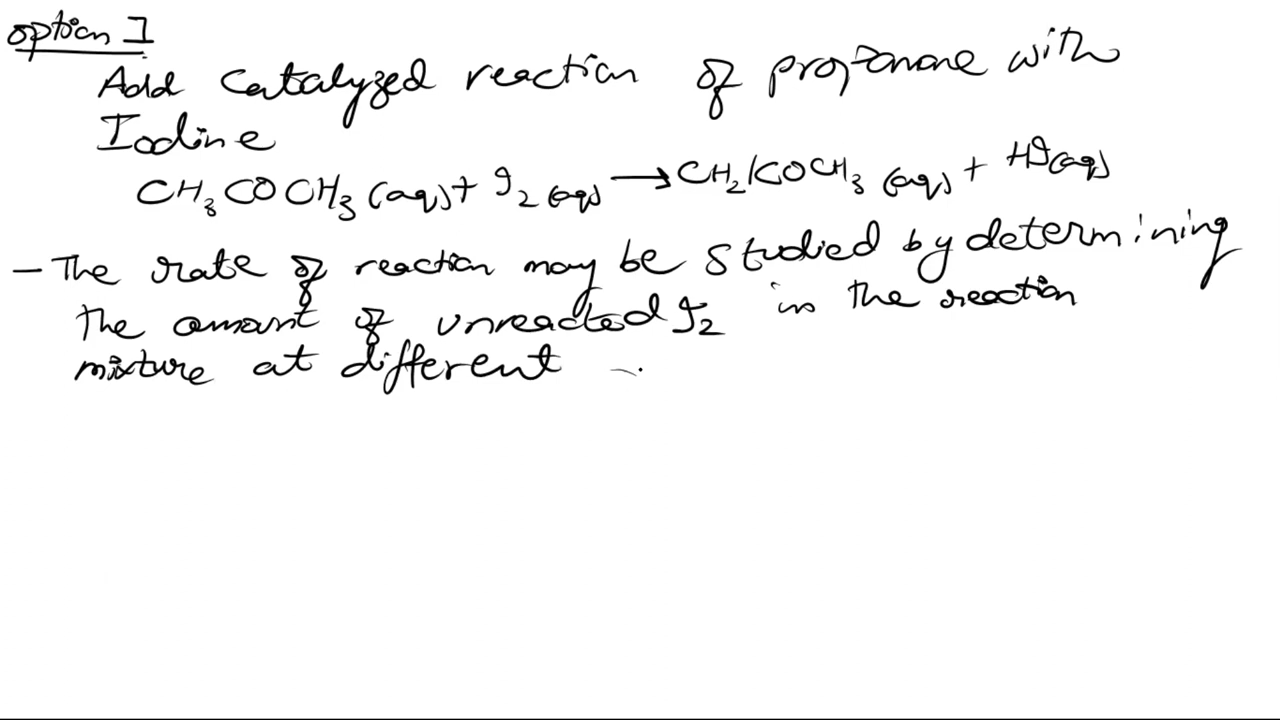 option I
Add Catalyzed reaction of propanone with
Iodine
CH3COCH3 (aq) + I2 (aq) → CH2ICOCH3 (aq) + HI(aq)
- The rate of reaction may be studied by determining
the amount of unreacted I2 in the reaction
mixture at different